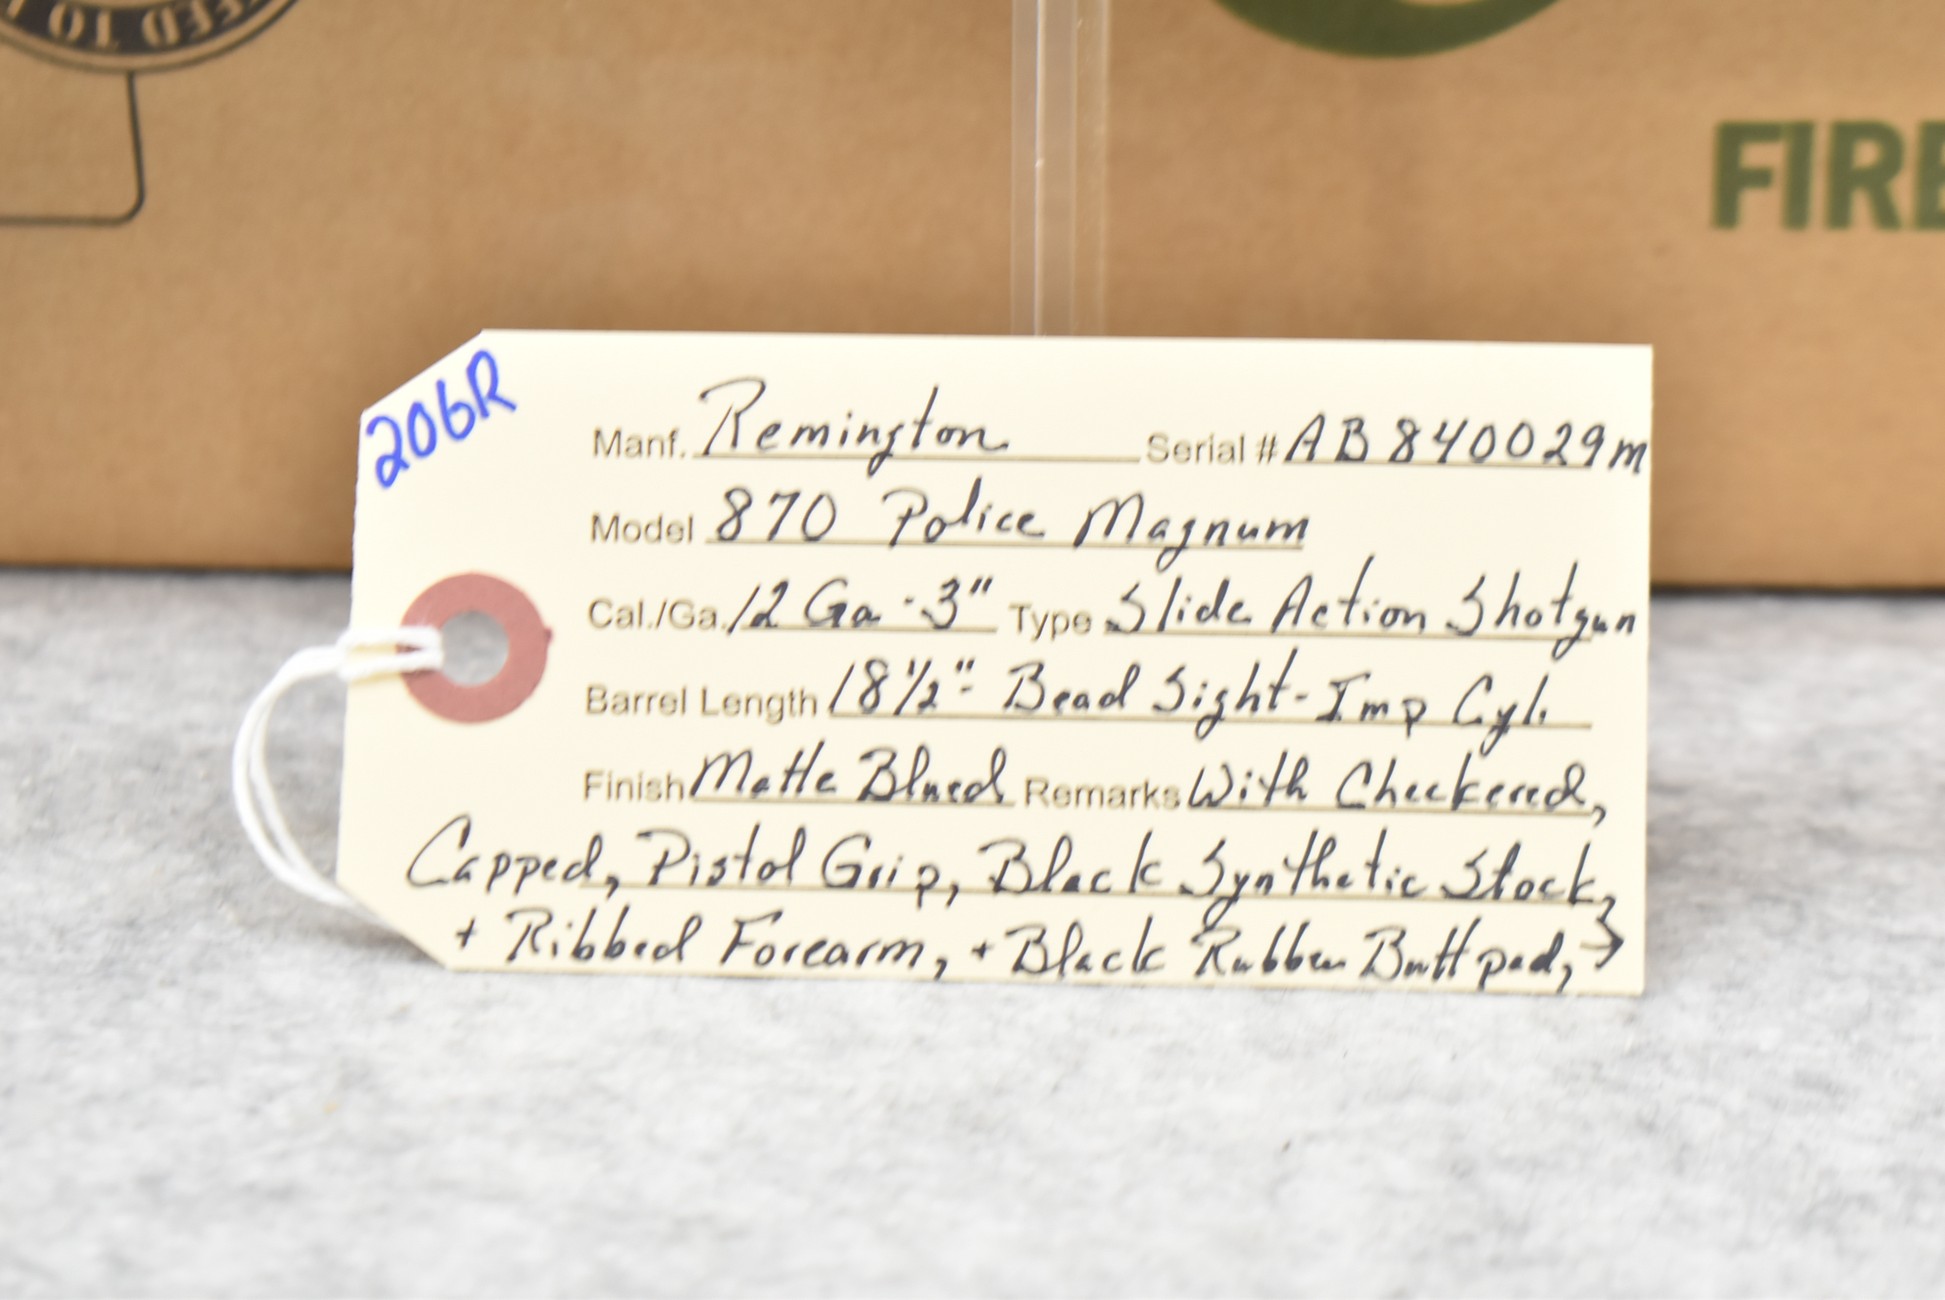 EED TO
FIRE
206R
Manf. Remington Serial # AB840029M
Model 870 Police Magnum
Cal./Ga. 12 Ga - 3" Type Slide Action Shotgun
Barrel Length 18½" - Bead Sight - Imp Cyl.
Finish Matte Blued Remarks With Checkered,
Capped, Pistol Grip, Black Synthetic Stock,
+ Ribbed Forearm, + Black Rubber Buttpad, →